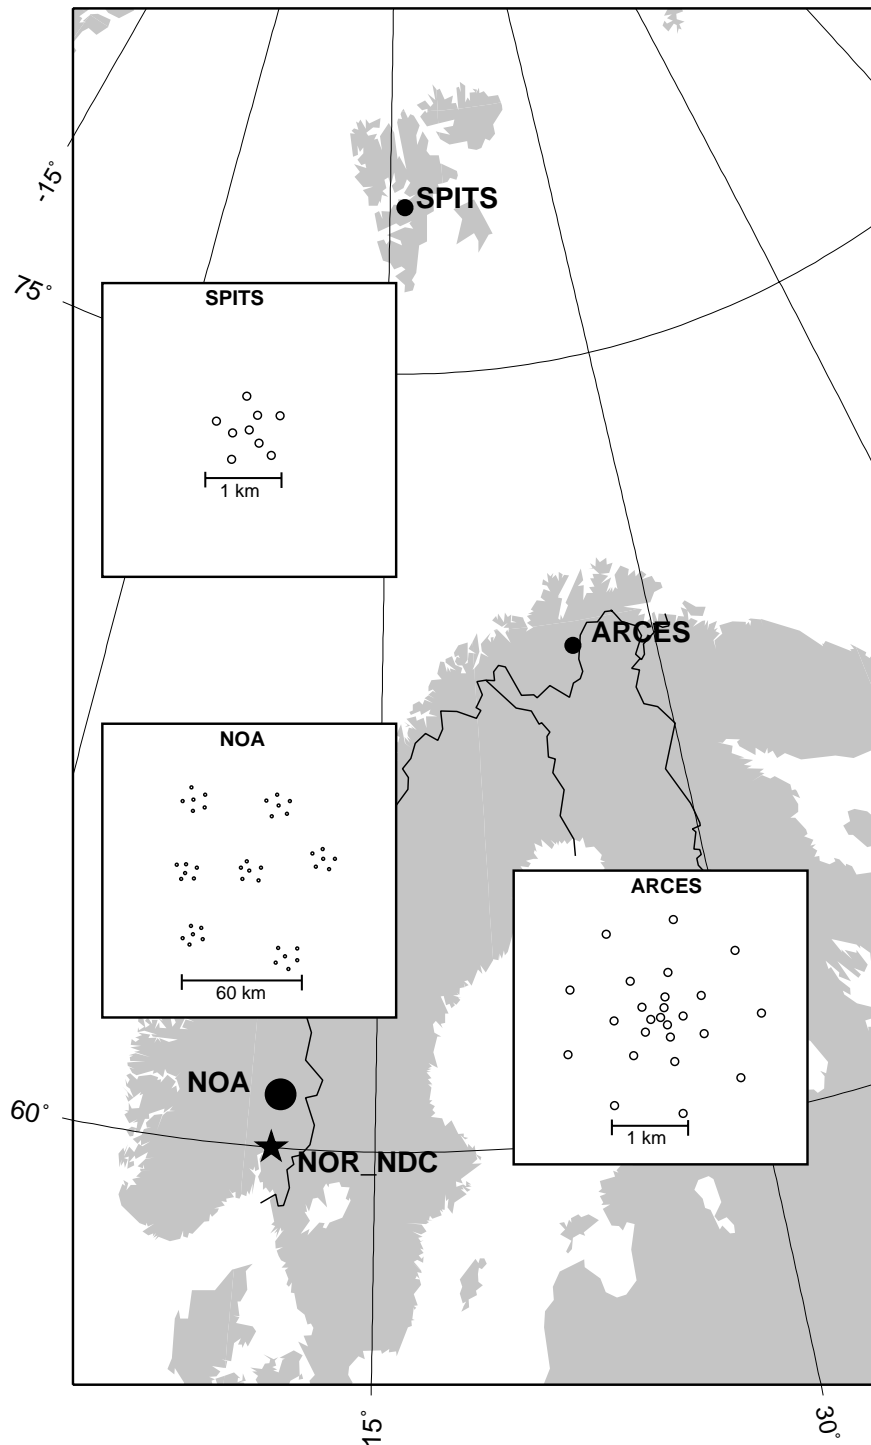 -15°
SPITS
75°
SPITS
1 km
ARCES
NOA
60 km
ARCES
1 km
NOA
60°
NOR_NDC
15°
30°